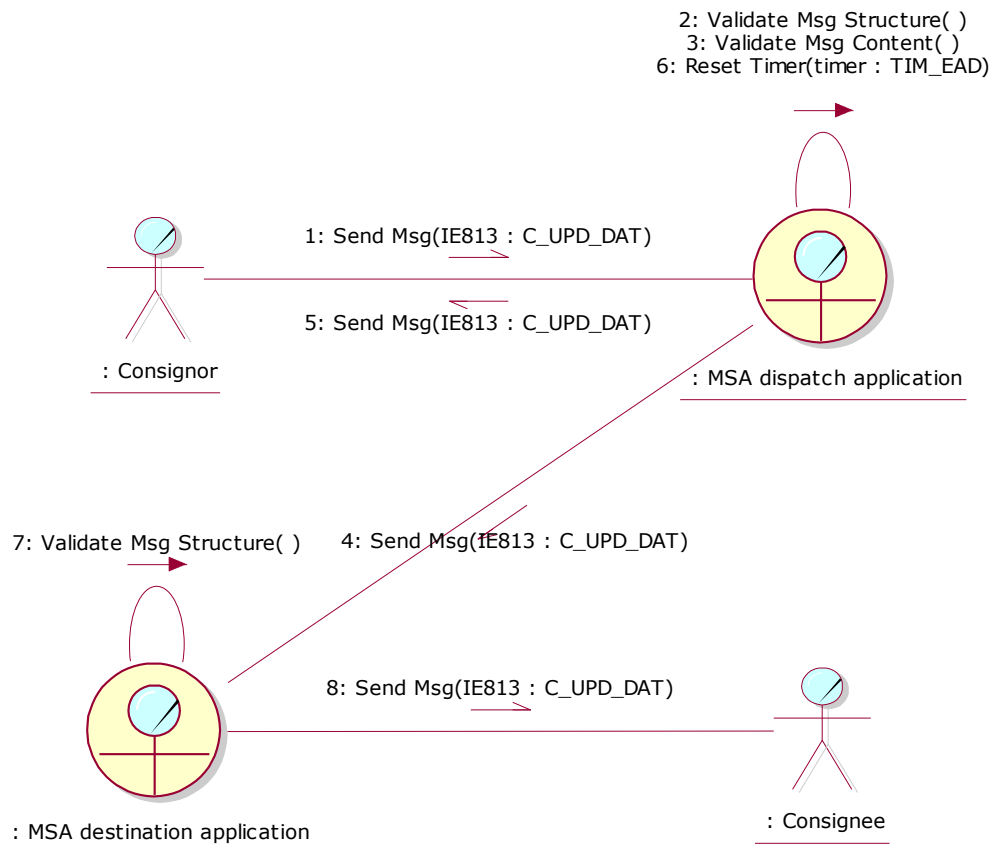 2: Validate Msg Structure( )
3: Validate Msg Content( )
6: Reset Timer(timer : TIM_EAD)
1: Send Msg(IE813 : C_UPD_DAT)
5: Send Msg(IE813 : C_UPD_DAT)
: Consignor
: MSA dispatch application
7: Validate Msg Structure( )
4: Send Msg(IE813 : C_UPD_DAT)
8: Send Msg(IE813 : C_UPD_DAT)
: MSA destination application
: Consignee